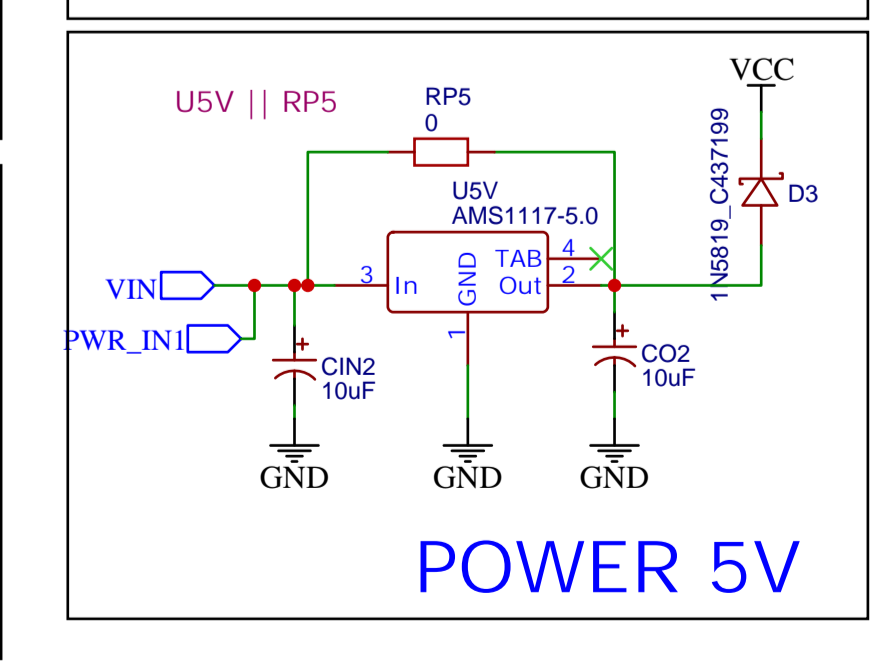 VCC
U5V || RP5
RP5
0
1N5819_C437199
D3
U5V
AMS1117-5.0
TAB
4
3
In
GND
Out
2
VIN
PWR_IN1
1
CIN2
10uF
CO2
10uF
GND
GND
GND
POWER 5V